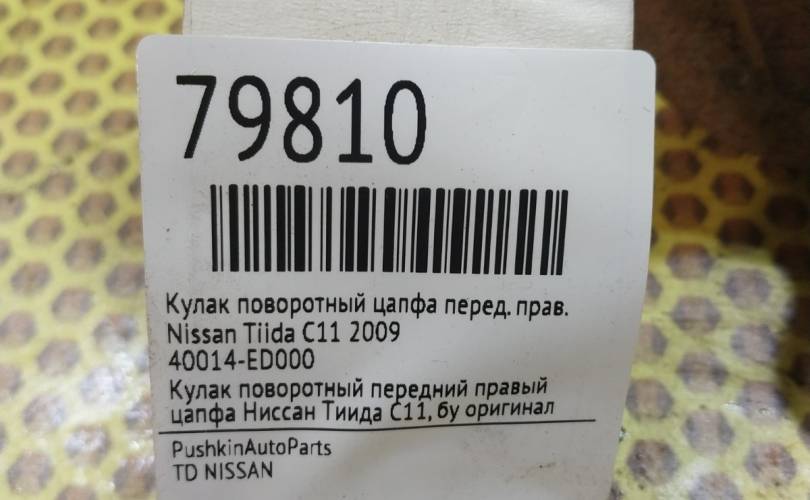 79810
Кулак поворотный цапфа перед. прав.
Nissan Tiida C11 2009
40014-ED000
Кулак поворотный передний правый
цапфа Ниссан Тиида С11, бу оригинал
PushkinAutoParts
TD NISSAN